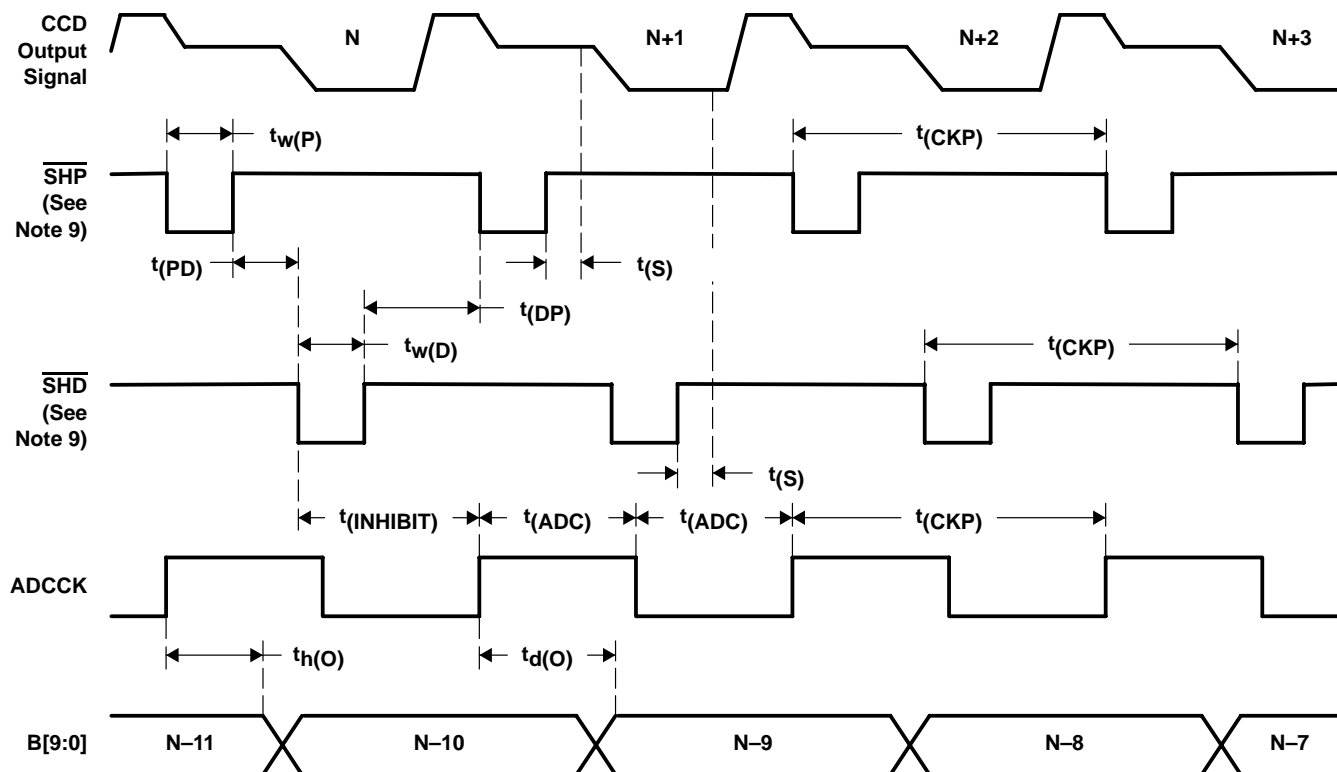 CCD
Output
Signal
N
N+1
N+2
N+3
tw(P)
t(CKP)
SHP
(See
Note 9)
t(PD)
t(S)
t(DP)
tw(D)
t(CKP)
SHD
(See
Note 9)
t(S)
t(INHIBIT)
t(ADC)
t(ADC)
t(CKP)
ADCCK
th(O)
td(O)
B[9:0]
N–11
N–10
N–9
N–8
N–7